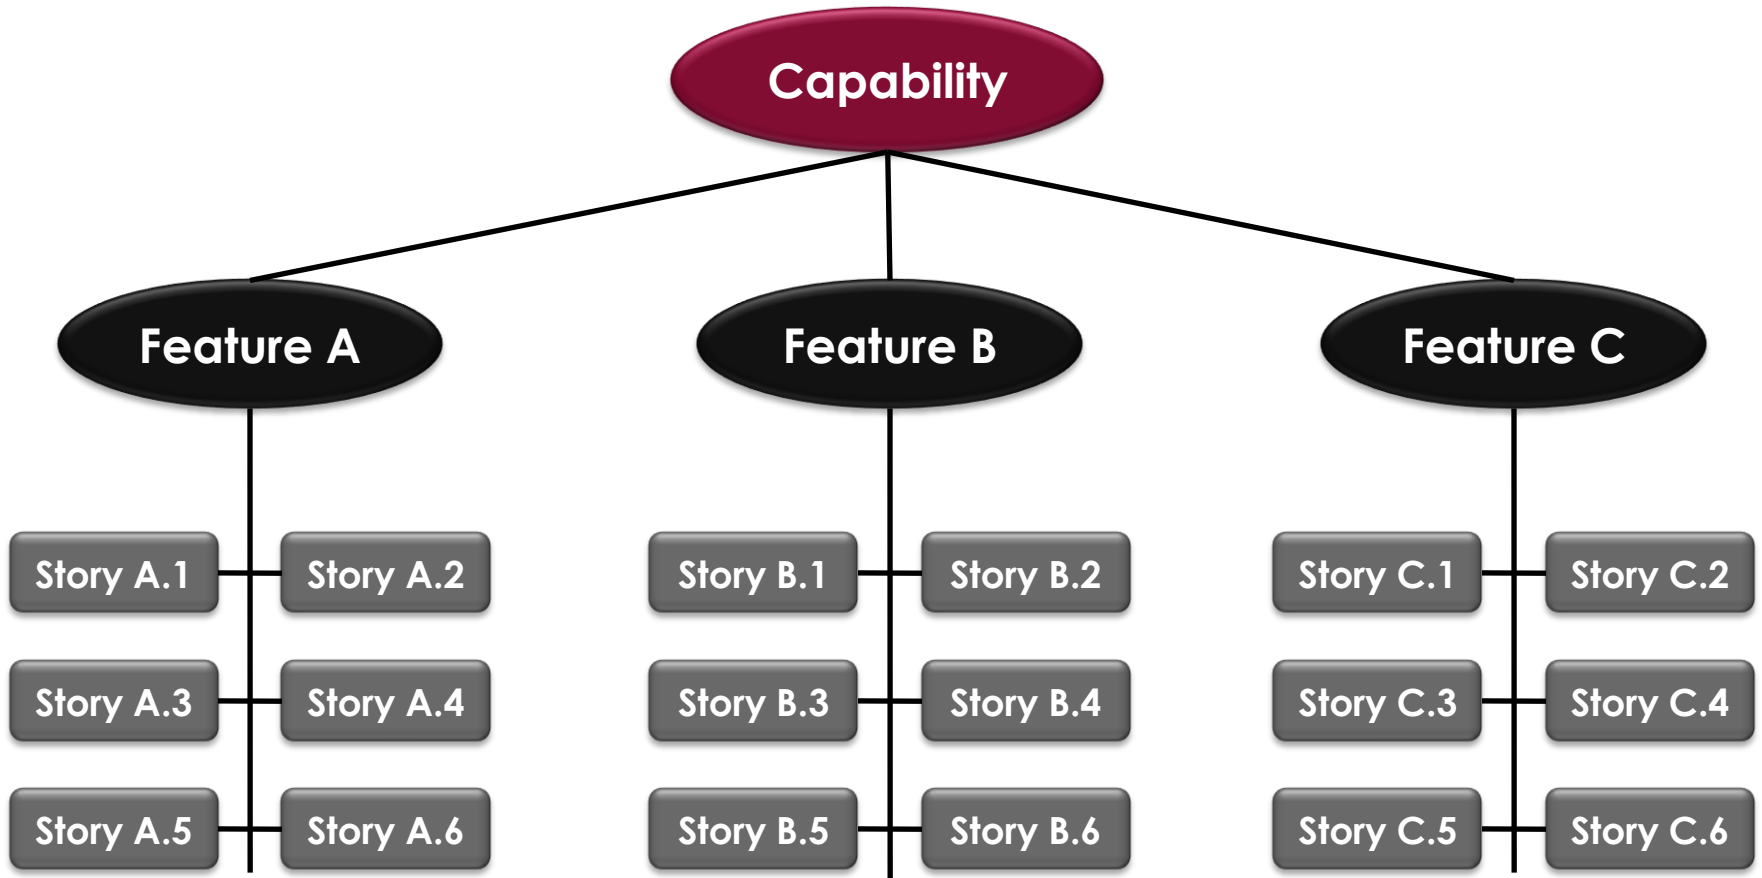 Capability
Feature A
Feature B
Feature C
Story A.1
Story A.2
Story B.1
Story B.2
Story C.1
Story C.2
Story A.3
Story A.4
Story B.3
Story B.4
Story C.3
Story C.4
Story A.5
Story A.6
Story B.5
Story B.6
Story C.5
Story C.6